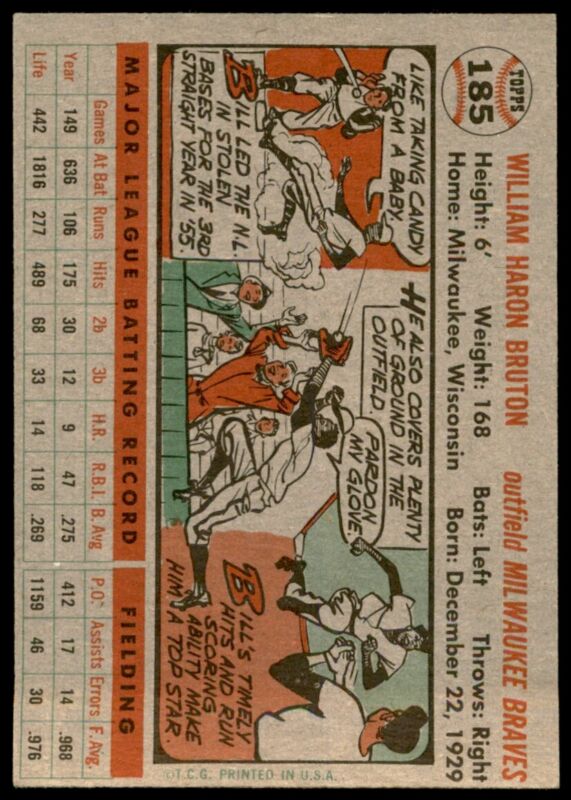 TOPPS
185
WILLIAM HARON BRUTON outfield MILWAUKEE BRAVES
Height: 6' Weight: 168 Bats: Left Throws: Right
Home: Milwaukee, Wisconsin Born: December 22, 1929
LIKE TAKING CANDY
FROM A BABY.
BILL LED THE N.L.
IN STOLEN
BASES FOR THE 3RD
STRAIGHT YEAR IN '55.
HE ALSO COVERS PLENTY
OF GROUND IN THE
OUTFIELD.
PARDON
MY GLOVE
BILL'S TIMELY
HITS AND RUN
SCORING
ABILITY MAKE
HIM A TOP STAR.
MAJOR LEAGUE BATTING RECORD FIELDING
Games At Bat Runs Hits 2b 3b H.R. R.B.I. B. Avg P.O. Assists Errors F. Avg.
Year 149 636 106 175 30 12 9 47 .275 412 17 14 .968
Life 442 1816 277 489 68 33 14 118 .269 1159 46 30 .976
©T.C.G. PRINTED IN U.S.A.